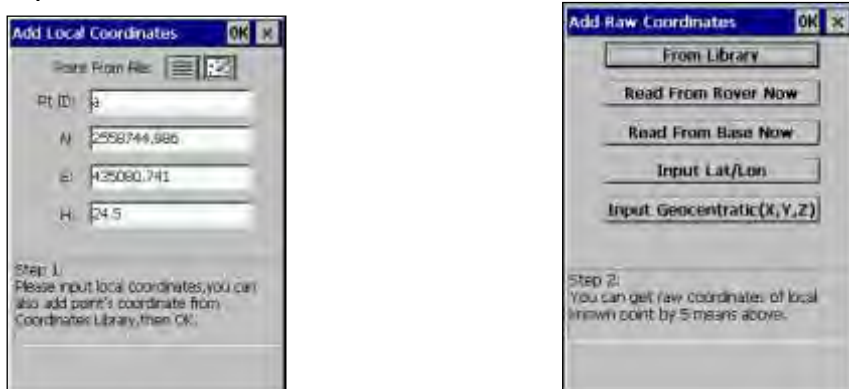 Add Local Coordinates OK ×
Point From File:
Pt ID: a
N: 2558744.986
E: 435080.741
H: 24.5
Step 1:
Please input local coordinates,you can
also add point's coordinate from
Coordinates Library,then OK.
Add Raw Coordinates OK ×
From Library
Read From Rover Now
Read From Base Now
Input Lat/Lon
Input Geocentratic(X,Y,Z)
Step 2:
You can get raw coordinates of local
known point by 5 means above.